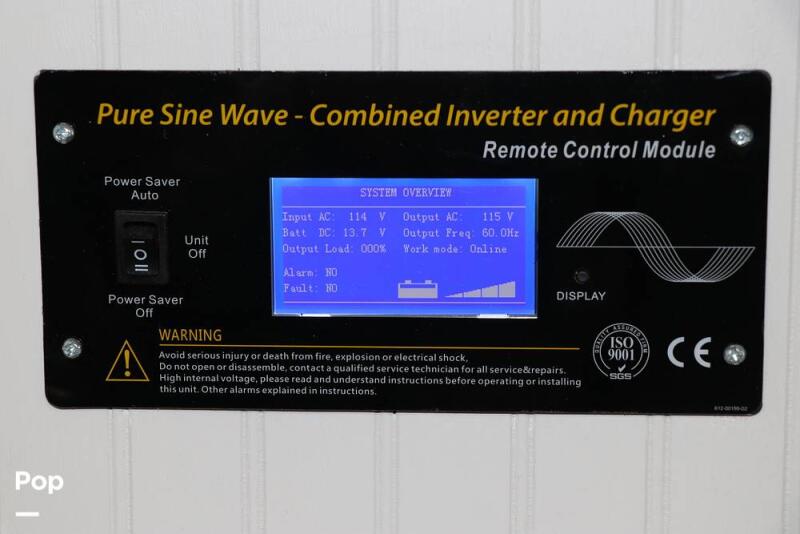 Pure Sine Wave - Combined Inverter and Charger
Remote Control Module
Power Saver
Auto
Unit
Off
Power Saver
Off
SYSTEM OVERVIEW
Input AC: 114 V Output AC: 115 V
Batt DC: 13.7 V Output Freq: 60.0Hz
Output Load: 000% Work mode: Online
Alarm: NO
Fault: NO
DISPLAY
WARNING
Avoid serious injury or death from fire, explosion or electrical shock,
Do not open or disassemble, contact a qualified service technician for all service&repairs.
High internal voltage, please read and understand instructions before operating or installing
this unit. Other alarms explained in instructions.
QUALITY ASSURED FIRM
ISO
9001
SGS
CE
Pop